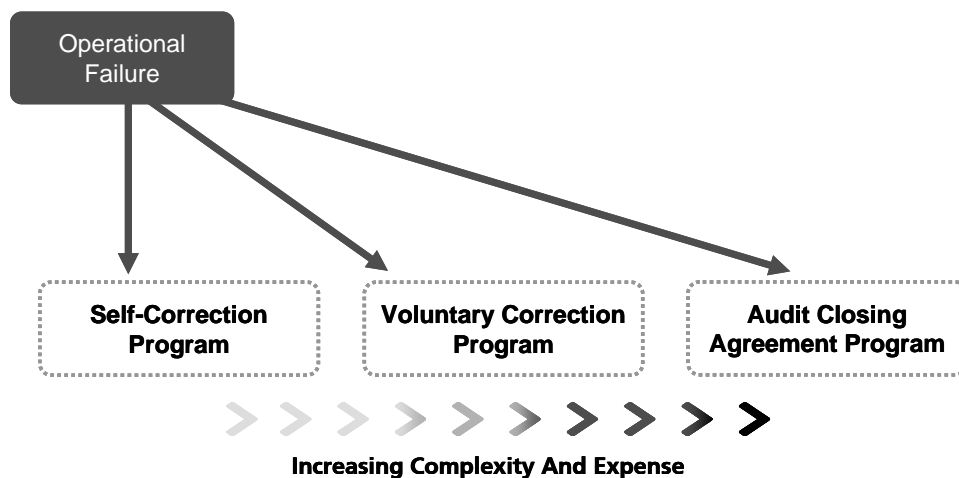 Operational
Failure
Self-Correction
Program
Voluntary Correction
Program
Audit Closing
Agreement Program
Increasing Complexity And Expense